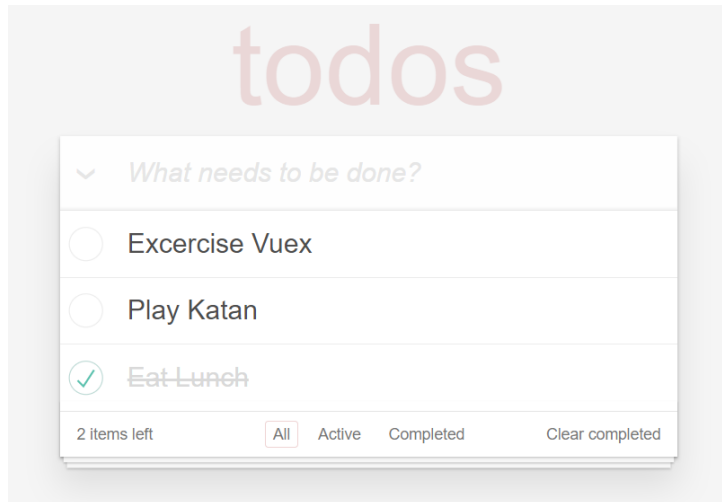 todos
What needs to be done?
Excercise Vuex
Play Katan
Eat Lunch
2 items left All Active Completed Clear completed